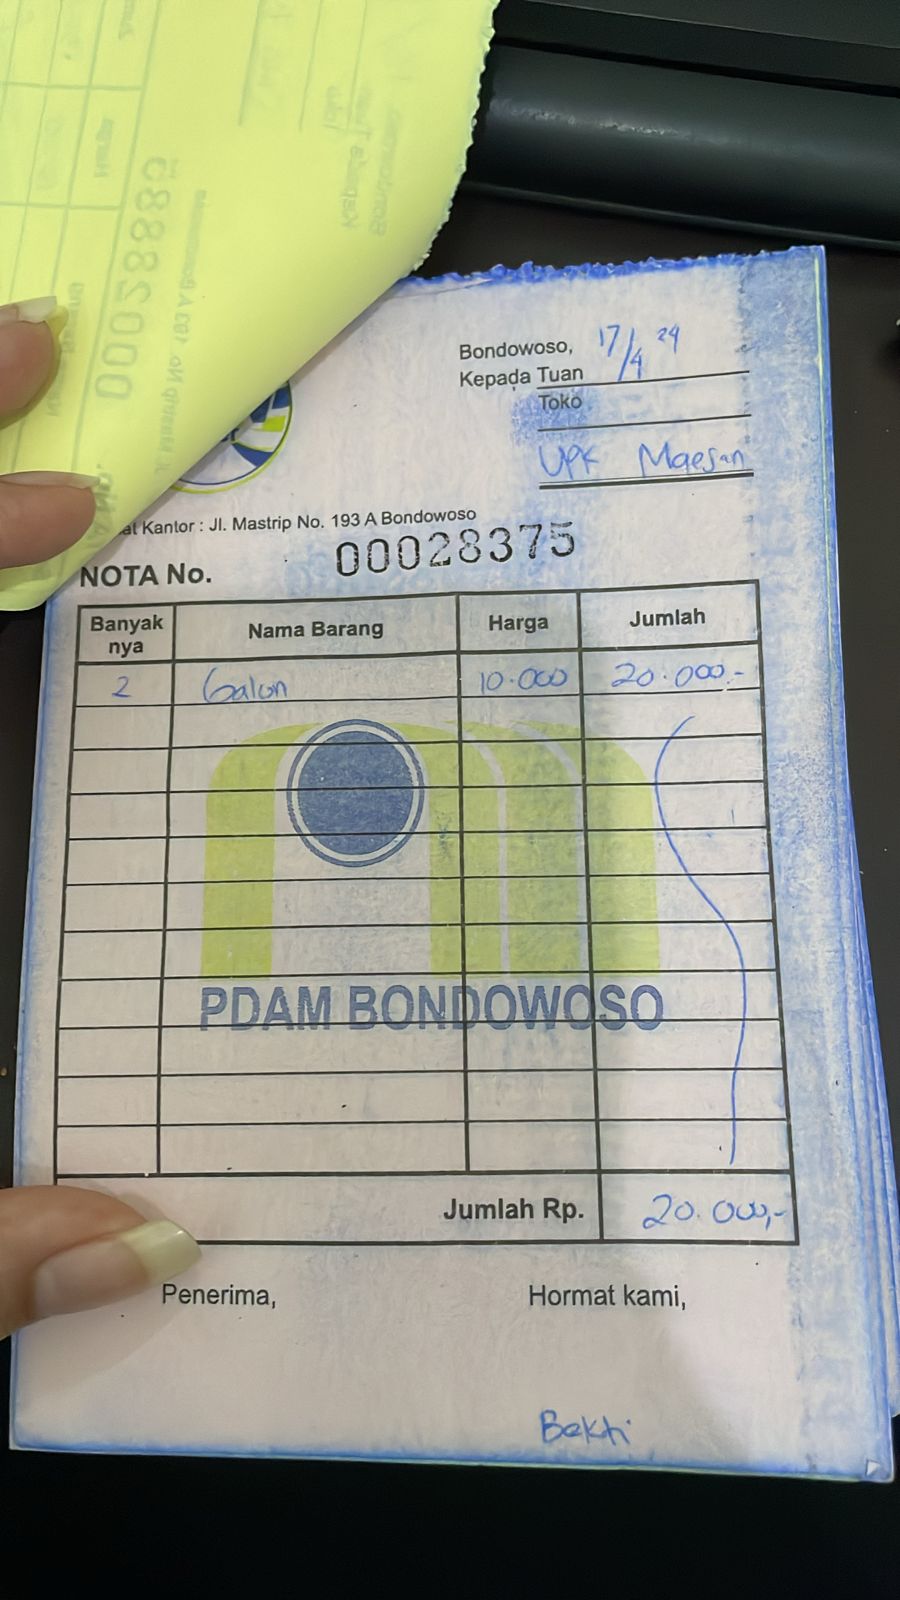 00028885
Bondowoso, 17/4 24
Kepada Tuan
Toko
UPK Maesan
at Kantor : Jl. Mastrip No. 193 A Bondowoso
NOTA No. 00028375
Banyak nya Nama Barang Harga Jumlah
2 Galon 10.000 20.000,-
PDAM BONDOWOSO
Jumlah Rp. 20.000,-
Penerima, Hormat kami,
Bekti